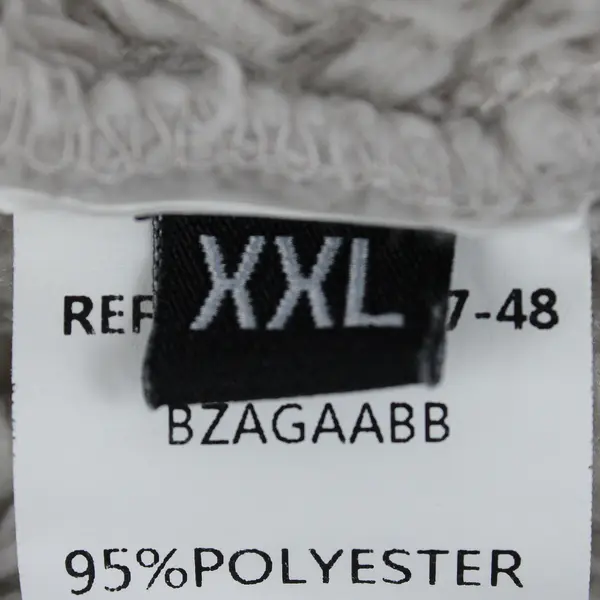 XXL
REF 7-48
BZAGAABB
95%POLYESTER